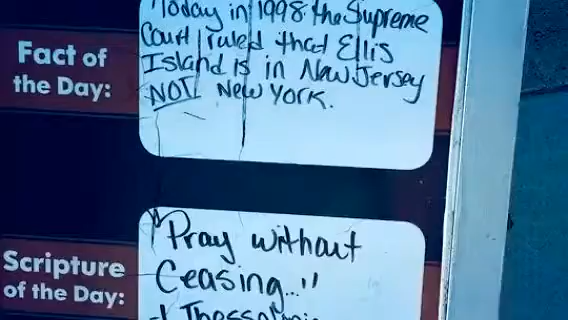 Today in 1998 the Supreme
Court ruled that Ellis
Fact of
the Day:
Island is in New Jersey
NOT New York.
"Pray without
Ceasing..."
Scripture
of the Day: